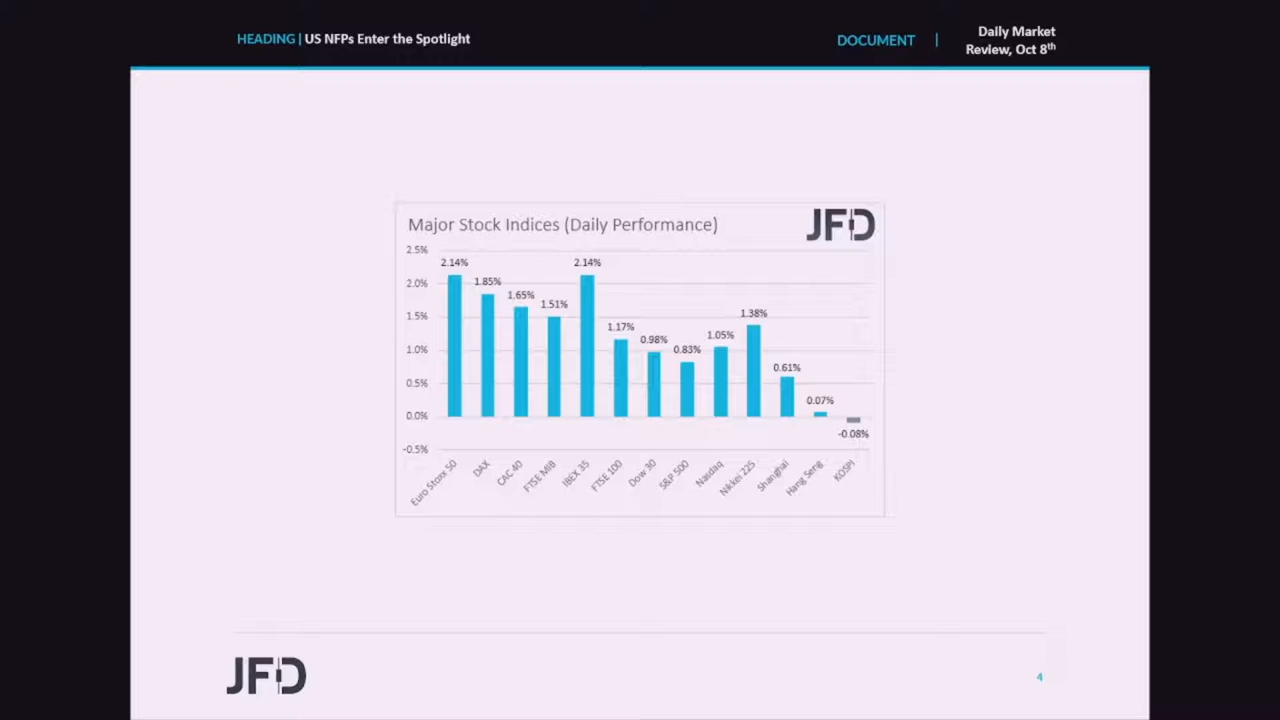 HEADING | US NFPs Enter the Spotlight
DOCUMENT |
Daily Market
Review, Oct 8th
Major Stock Indices (Daily Performance)
JFD
2.5%
2.0%
1.5%
1.0%
0.5%
0.0%
-0.5%
2.14%
1.85%
1.65%
1.51%
2.14%
1.17%
0.98%
0.83%
1.05%
1.38%
0.61%
0.07%
-0.08%
Euro Stoxx 50
DAX
CAC 40
FTSE MIB
IBEX 35
FTSE 100
Dow 30
S&P 500
Nasdaq
Nikkei 225
Shanghai
Hang Seng
KOSPI
JFD
4